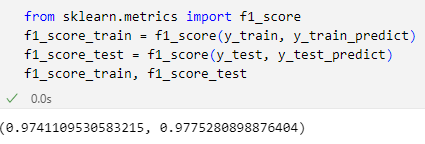 from sklearn.metrics import f1_score
f1_score_train = f1_score(y_train, y_train_predict)
f1_score_test = f1_score(y_test, y_test_predict)
f1_score_train, f1_score_test
0.0s
(0.9741109530583215, 0.9775280898876404)